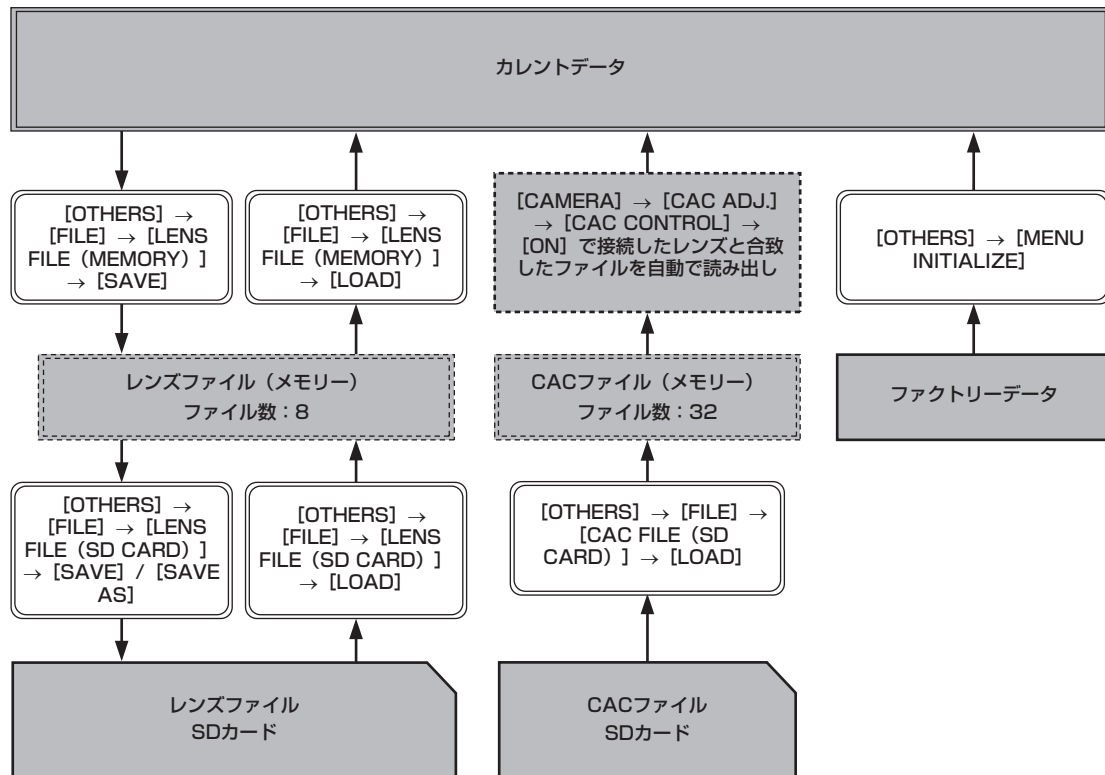 カレントデータ
[OTHERS] →
[FILE] → [LENS
FILE（MEMORY）]
→ [SAVE]
[OTHERS] →
[FILE] → [LENS
FILE（MEMORY）]
→ [LOAD]
[CAMERA] → [CAC ADJ.]
→ [CAC CONTROL] →
[ON] で接続したレンズと合致
したファイルを自動で読み出し
[OTHERS] → [MENU
INITIALIZE]
レンズファイル（メモリー）
ファイル数：8
CACファイル（メモリー）
ファイル数：32
ファクトリーデータ
[OTHERS] →
[FILE] → [LENS
FILE（SD CARD）]
→ [SAVE] / [SAVE
AS]
[OTHERS] →
[FILE] → [LENS
FILE（SD CARD）]
→ [LOAD]
[OTHERS] → [FILE] →
[CAC FILE（SD
CARD）] → [LOAD]
レンズファイル
SDカード
CACファイル
SDカード